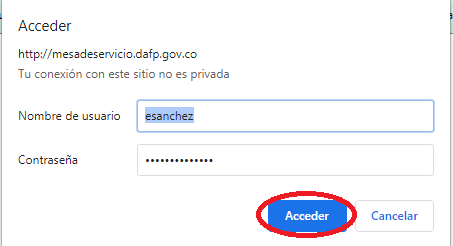 Acceder
http://mesadeservicio.dafp.gov.co
Tu conexión con este sitio no es privada
Nombre de usuario esanchez
Contraseña ••••••••••••••
Acceder Cancelar